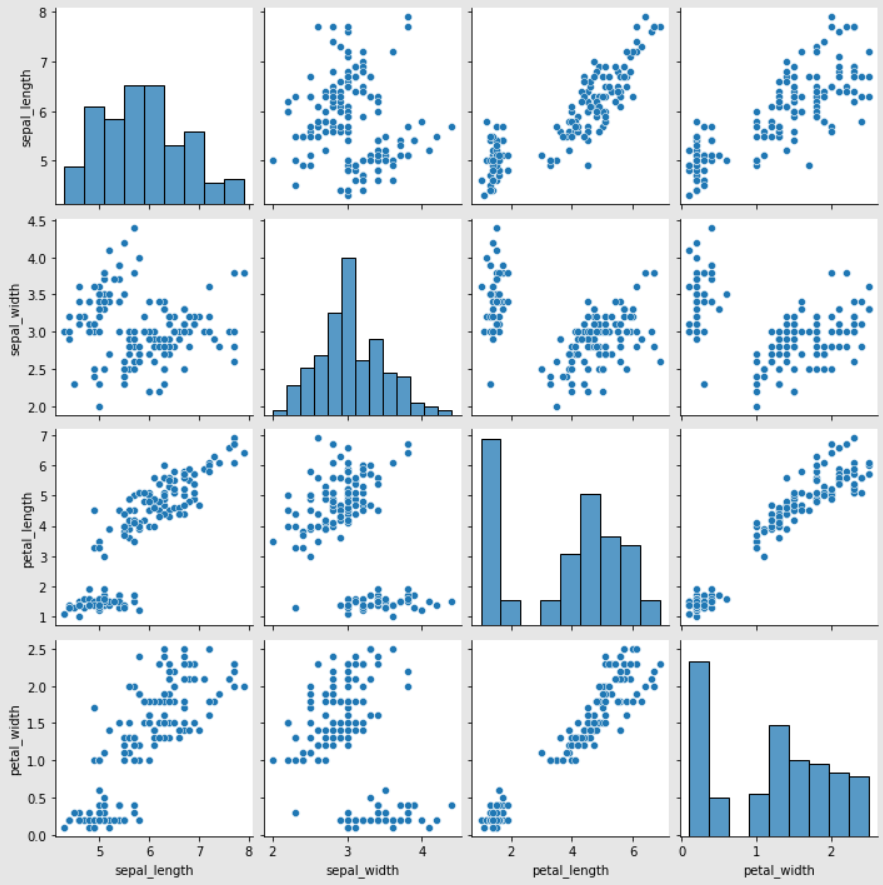 8
7
6
5
sepal_length
4.5
4.0
3.5
3.0
2.5
2.0
sepal_width
7
6
5
4
3
2
1
petal_length
2.5
2.0
1.5
1.0
0.5
0.0
petal_width
5 6 7 8
sepal_length
2 3 4
sepal_width
2 4 6
petal_length
0 1 2
petal_width